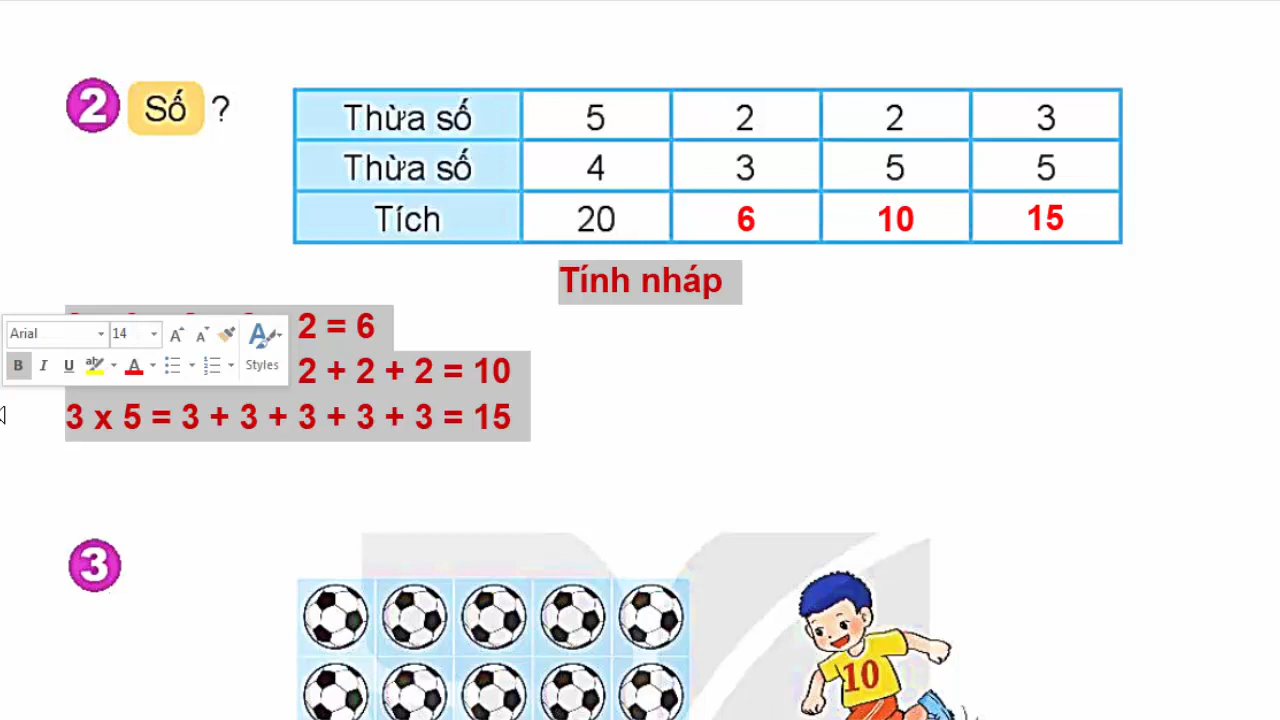 2 Số ?
Thừa số 5 2 2 3
Thừa số 4 3 5 5
Tích 20 6 10 15
Tính nháp
2 = 6
2 + 2 + 2 = 10
3 x 5 = 3 + 3 + 3 + 3 + 3 = 15
Arial 14 A A
B I U aby A Styles
3
10